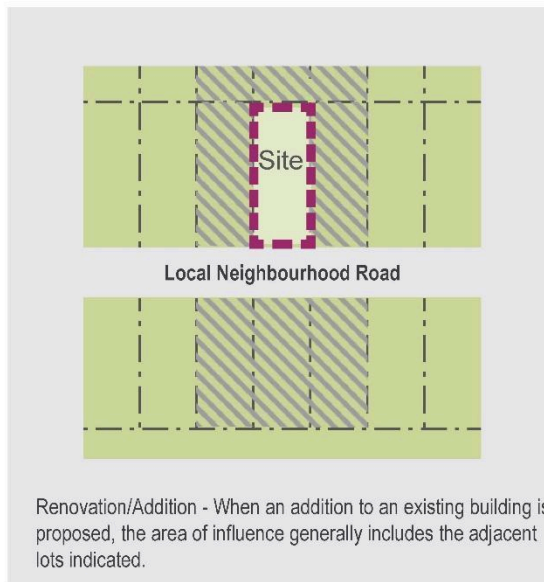 Site
Local Neighbourhood Road
Renovation/Addition - When an addition to an existing building is
proposed, the area of influence generally includes the adjacent
lots indicated.